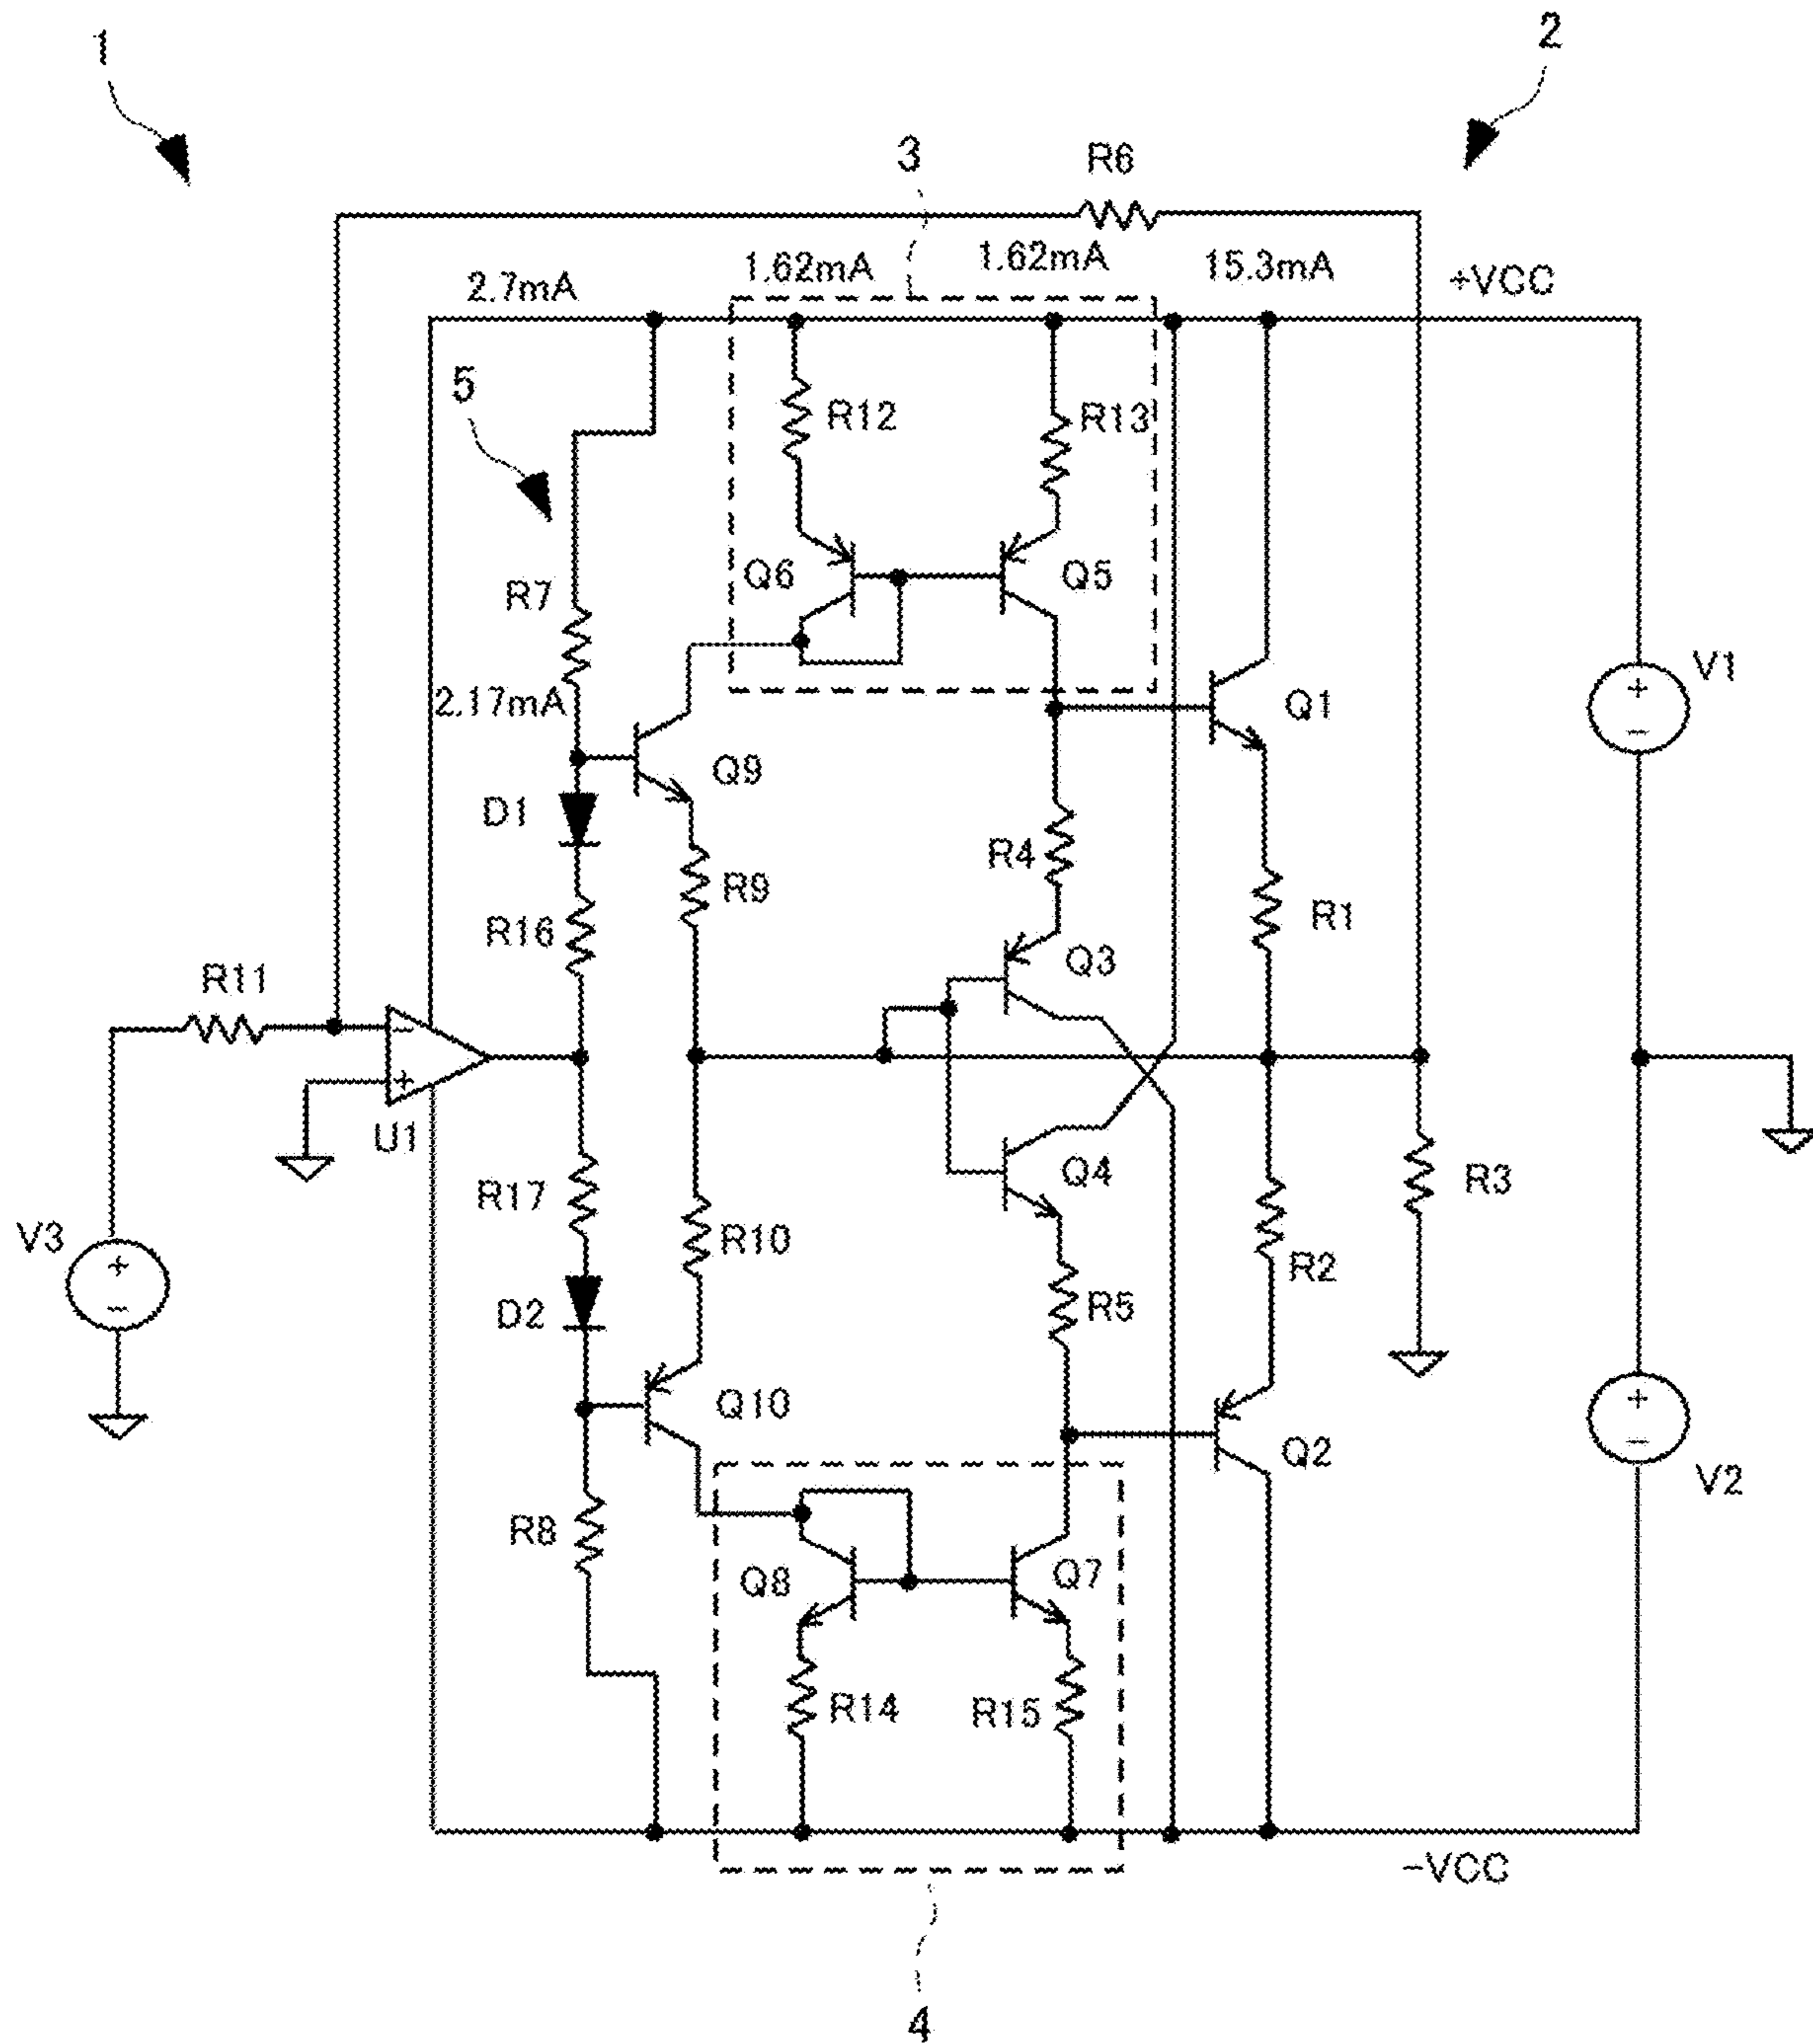 1
2
3
R6
2.7mA
1.62mA
1.62mA
15.3mA
+VCC
5
R12
R13
R7
Q6
Q5
2.17mA
V1
+
−
Q1
Q9
D1
R4
R9
R16
R1
Q3
R11
−
+
U1
Q4
R17
R3
V3
+
−
R10
R2
R5
D2
Q10
Q2
+
−
V2
R8
Q8
Q7
R14
R15
−VCC
4